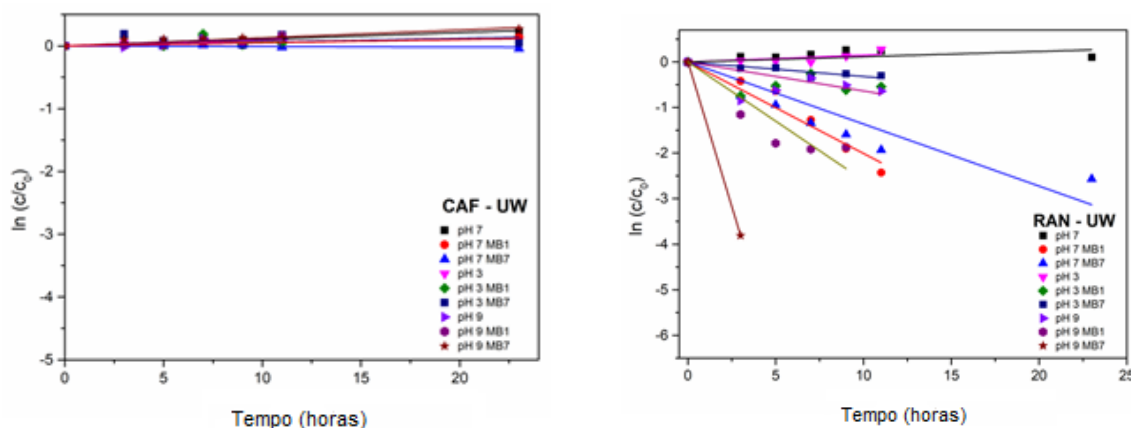 0
-1
-2
-3
-4
-5
ln (c/c₀)
CAF - UW
pH 7
pH 7 MB1
pH 7 MB7
pH 3
pH 3 MB1
pH 3 MB7
pH 9
pH 9 MB1
pH 9 MB7
0 5 10 15 20
Tempo (horas)
1
0
-1
-2
-3
-4
-5
-6
ln (c/c₀)
RAN - UW
pH 7
pH 7 MB1
pH 7 MB7
pH 3
pH 3 MB1
pH 3 MB7
pH 9
pH 9 MB1
pH 9 MB7
0 5 10 15 20 25
Tempo (horas)